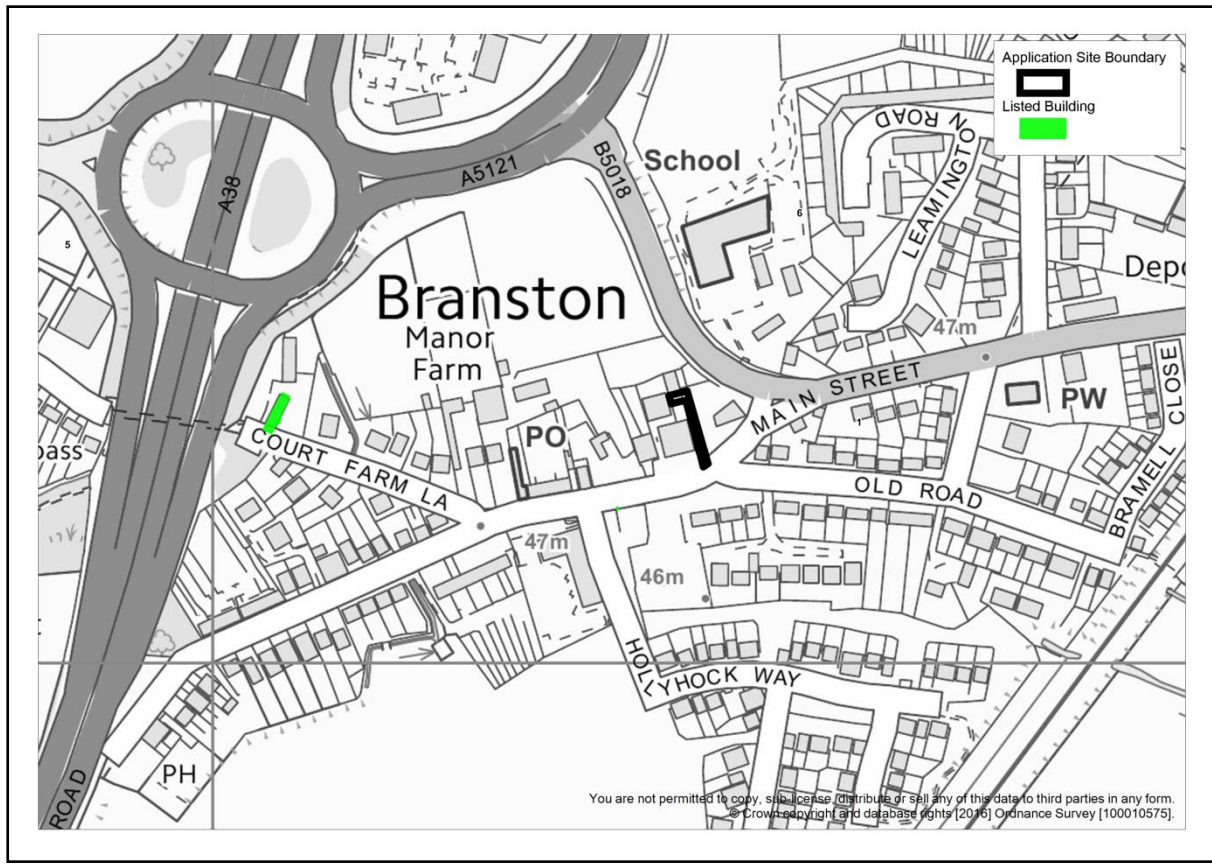 Application Site Boundary
Listed Building
School
LEAMINGTON ROAD
B5018
A5121
A38
6
5
Branston
Manor
Farm
47m
MAIN STREET
PW
BRAMELL CLOSE
PO
COURT FARM LA
OLD ROAD
47m
46m
HOLLYHOCK WAY
PH
ROAD
You are not permitted to copy, sub-license, distribute or sell any of this data to third parties in any form.
© Crown copyright and database rights [2016] Ordnance Survey [100010575].